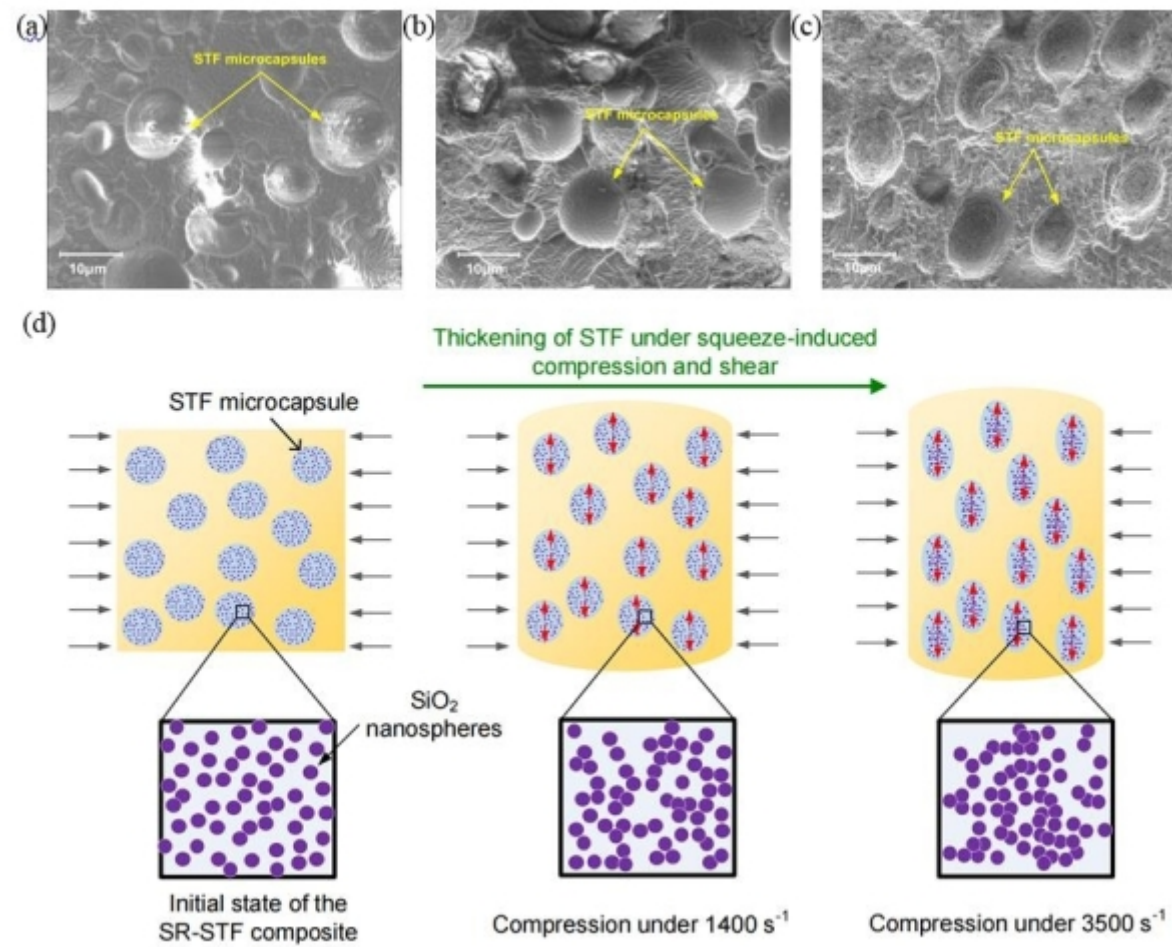 (a)
STF microcapsules
10μm
(b)
STF microcapsules
10μm
(c)
STF microcapsules
10μm
(d)
Thickening of STF under squeeze-induced
compression and shear
STF microcapsule
SiO₂
nanospheres
Initial state of the
SR-STF composite
Compression under 1400 s⁻¹
Compression under 3500 s⁻¹